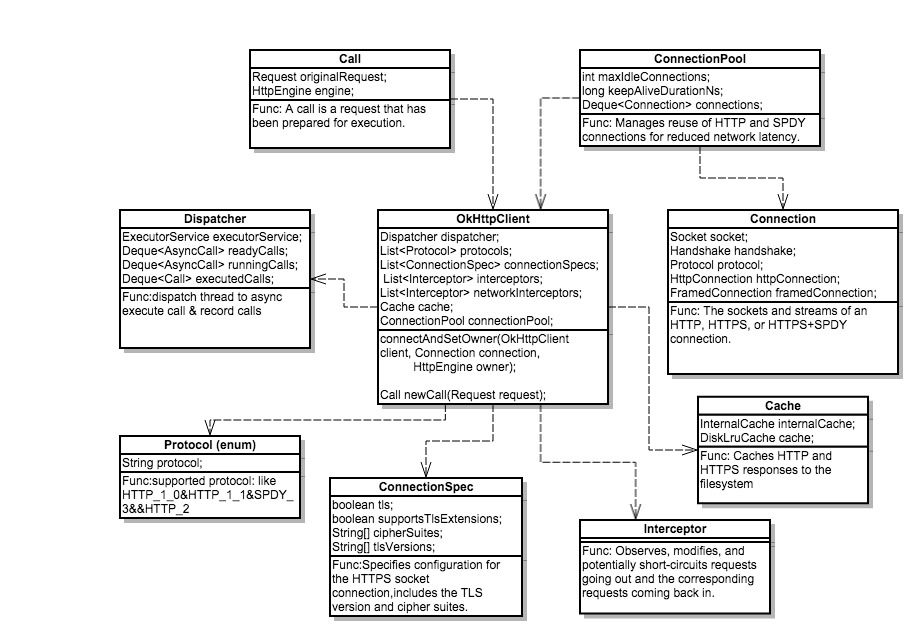 Call
Request originalRequest;
HttpEngine engine;
Func: A call is a request that has
been prepared for execution.
ConnectionPool
int maxIdleConnections;
long keepAliveDurationNs;
Deque<Connection> connections;
Func: Manages reuse of HTTP and SPDY
connections for reduced network latency.
Dispatcher
ExecutorService executorService;
Deque<AsyncCall> readyCalls;
Deque<AsyncCall> runningCalls;
Deque<Call> executedCalls;
Func:dispatch thread to async
execute call & record calls
OkHttpClient
Dispatcher dispatcher;
List<Protocol> protocols;
List<ConnectionSpec> connectionSpecs;
List<Interceptor> interceptors;
List<Interceptor> networkInterceptors;
Cache cache;
ConnectionPool connectionPool;
connectAndSetOwner(OkHttpClient
client, Connection connection,
HttpEngine owner);
Call newCall(Request request);
Connection
Socket socket;
Handshake handshake;
Protocol protocol;
HttpConnection httpConnection;
FramedConnection framedConnection;
Func: The sockets and streams of an
HTTP, HTTPS, or HTTPS+SPDY
connection.
Cache
InternalCache internalCache;
DiskLruCache cache;
Func: Caches HTTP and
HTTPS responses to the
filesystem
Protocol (enum)
String protocol;
Func:supported protocol: like
HTTP_1_0&HTTP_1_1&SPDY_
3&&HTTP_2
ConnectionSpec
boolean tls;
boolean supportsTlsExtensions;
String[] cipherSuites;
String[] tlsVersions;
Func:Specifies configuration for
the HTTPS socket
connection,includes the TLS
version and cipher suites.
Interceptor
Func: Observes, modifies, and
potentially short-circuits requests
going out and the corresponding
requests coming back in.